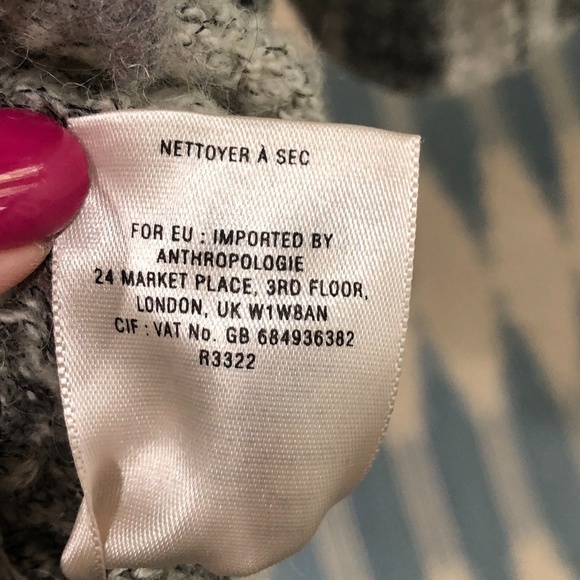 NETTOYER À SEC
FOR EU : IMPORTED BY
ANTHROPOLOGIE
24 MARKET PLACE, 3RD FLOOR,
LONDON, UK W1W8AN
CIF : VAT No. GB 684936382
R3322